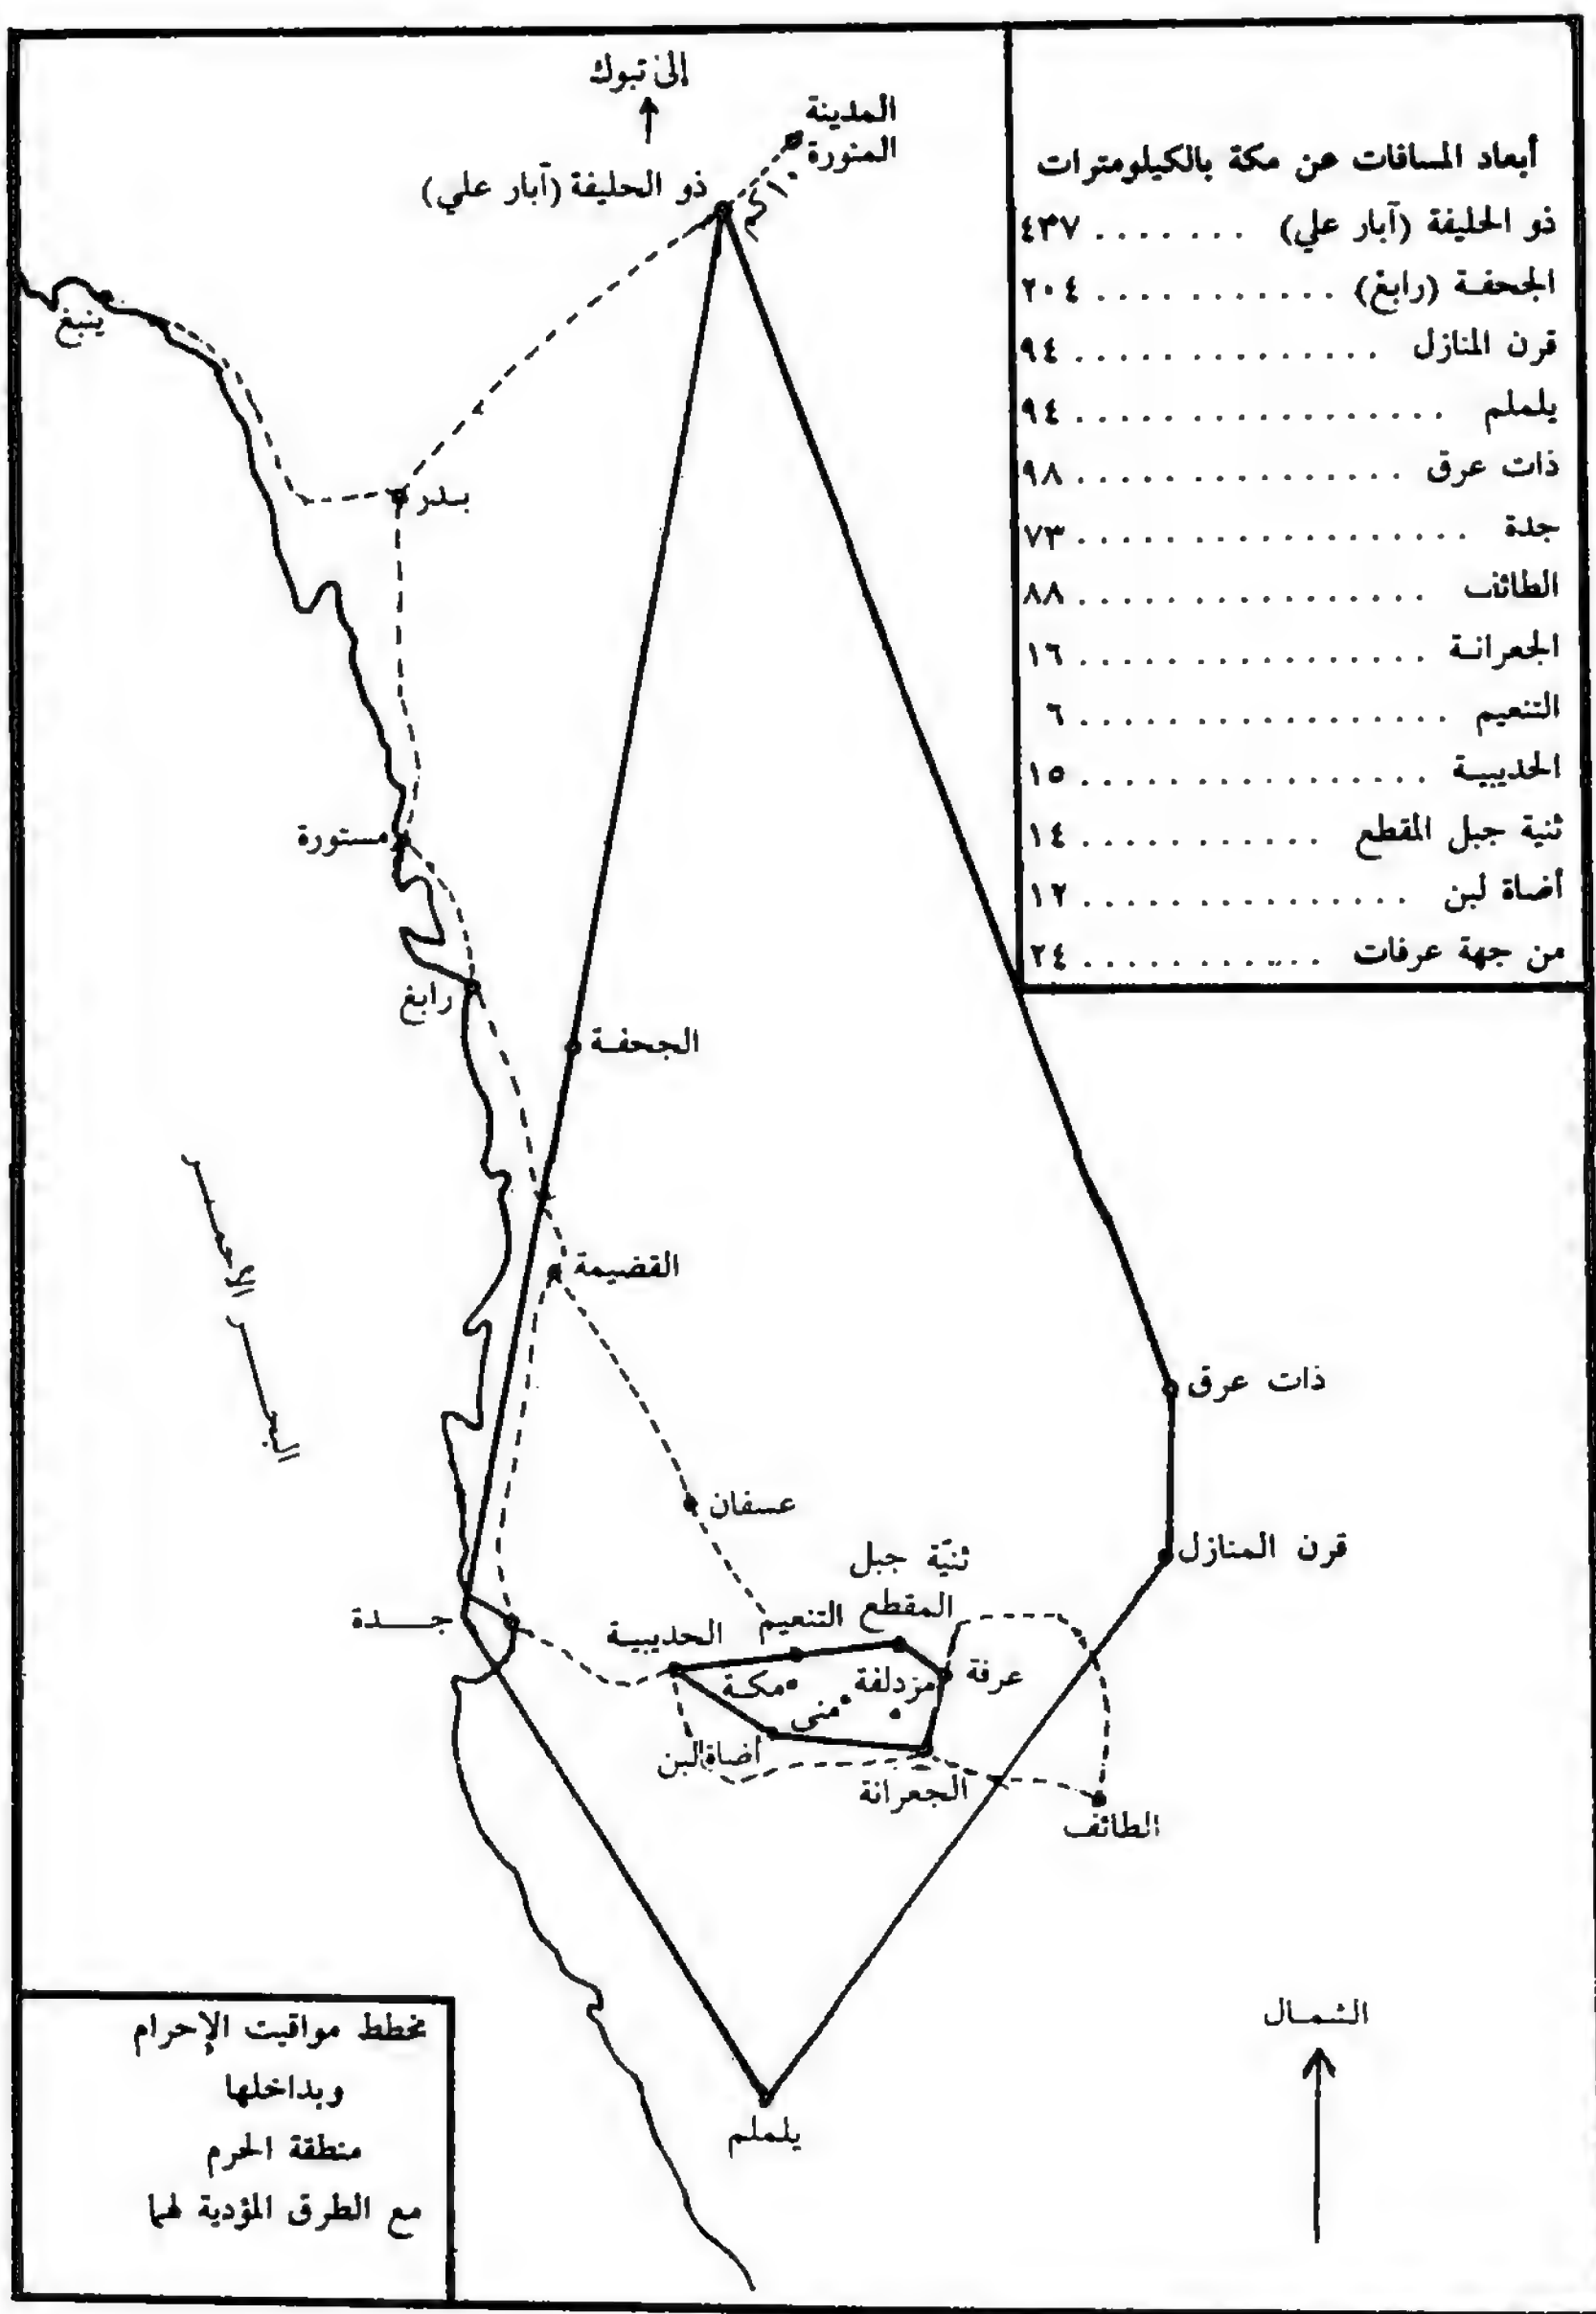 إلى تبوك
المدينة
المنورة
١٠ كم
ذو الحليفة (آبار علي)
ينبع
بدر
مستورة
رابغ
الجحفة
القضيمة
البحر الأحمر
ذات عرق
عسفان
قرن المنازل
ثنيّة جبل
المقطع
التنعيم
الحديبية
جدة
عرفة
مزدلفة
مكة
منى
أضاة لبن
الجعرانة
الطائف
يلملم
الشمال
أبعاد المسافات عن مكة بالكيلومترات
ذو الحليفة (آبار علي) ....... ٤٣٧
الجحفة (رابغ) ........... ٢٠٤
قرن المنازل .............. ٩٤
يلملم ................. ٩٤
ذات عرق ................ ٩٨
جدة .................. ٧٣
الطائف ................ ٨٨
الجعرانة ................ ١٦
التنعيم ................. ٦
الحديبية ................ ١٥
ثنية جبل المقطع ........... ١٤
أضاة لبن ............... ١٢
من جهة عرفات ........... ٢٤
مخطط مواقيت الإحرام
وبداخلها
منطقة الحرم
مع الطرق المؤدية لهما